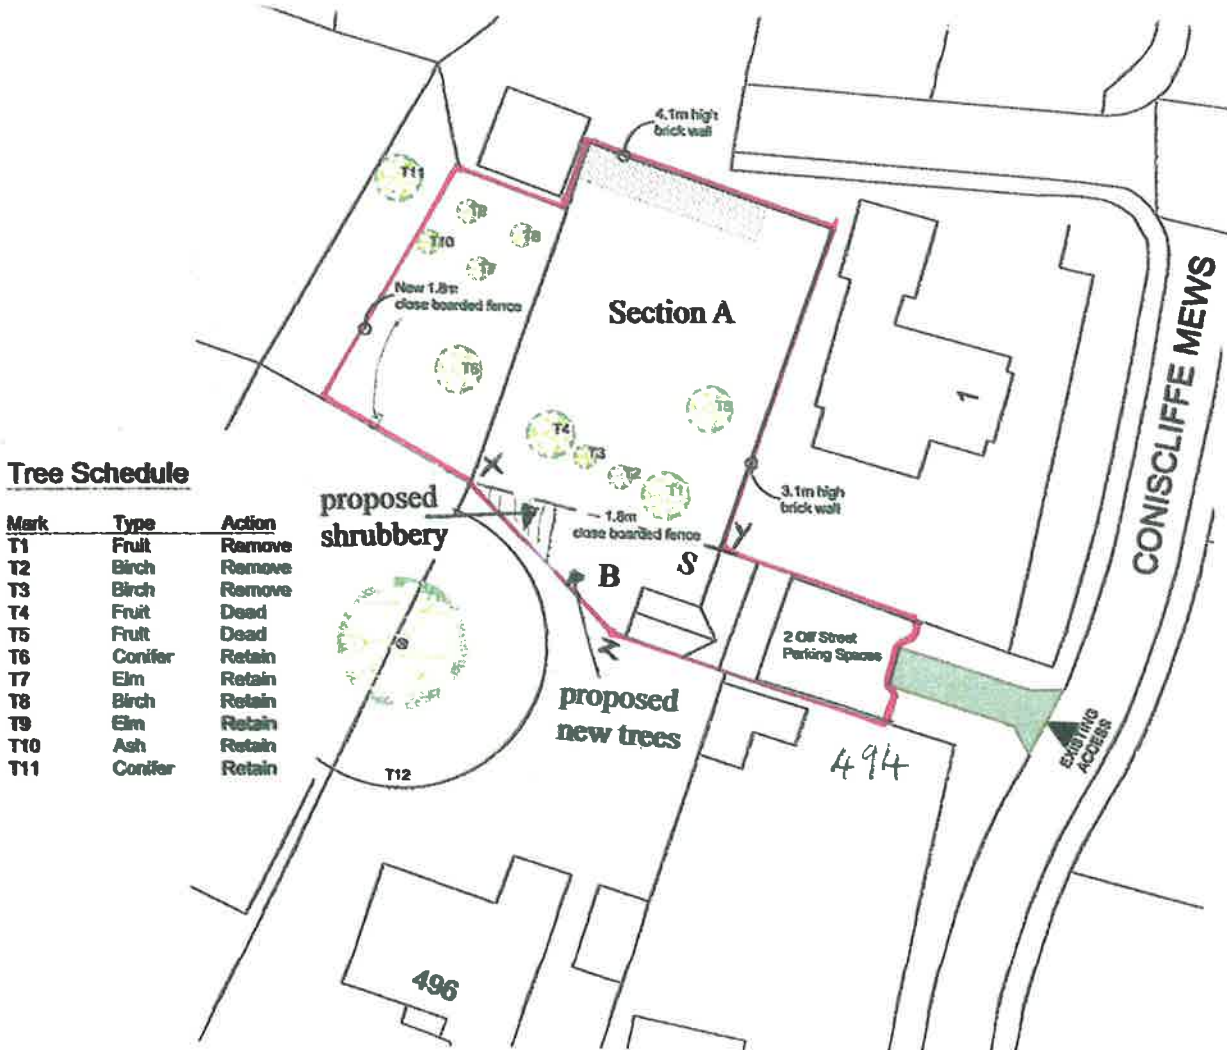 4.1m high
brick wall
T11
T9
T10
T8
T7
New 1.8m
close boarded fence
Section A
CONISCLIFFE MEWS
T6
T5
1
T4
T3
T2
T1
X
3.1m high
brick wall
Tree Schedule
Mark Type Action
T1 Fruit Remove
T2 Birch Remove
T3 Birch Remove
T4 Fruit Dead
T5 Fruit Dead
T6 Conifer Retain
T7 Elm Retain
T8 Birch Retain
T9 Elm Retain
T10 Ash Retain
T11 Conifer Retain
proposed
shrubbery
1.8m
close boarded fence
Y
S
B
Z
2 Off Street
Parking Spaces
proposed
new trees
EXISTING
ACCESS
494
T12
496